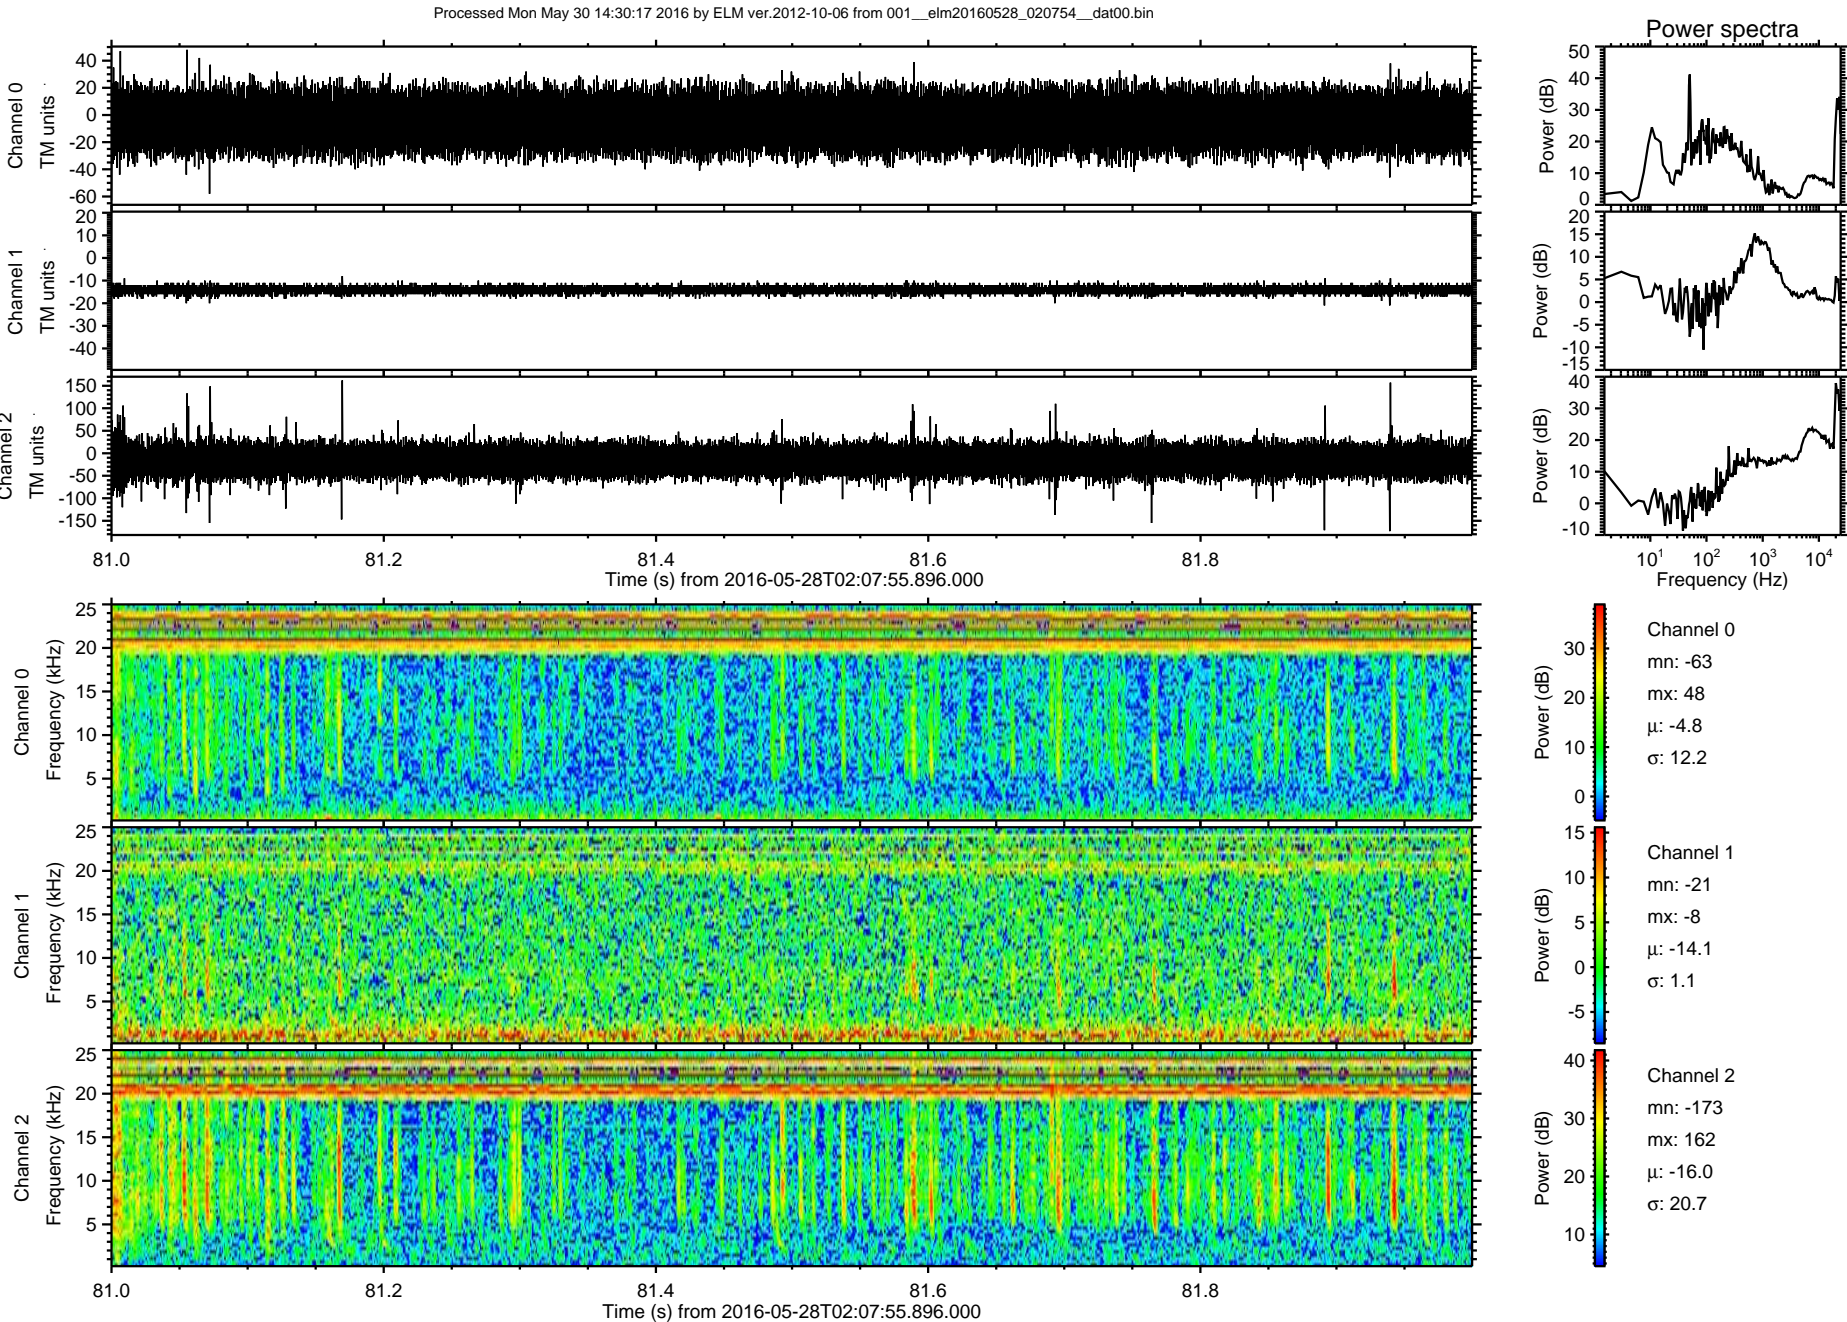 Processed Mon May 30 14:30:17 2016 by ELM ver.2012-10-06 from 001__elm20160528_020754__dat00.bin
Power spectra
Channel 0
TM units
40
20
0
-20
-40
-60
Power (dB)
50
40
30
20
10
0
Channel 1
TM units
20
10
0
-10
-20
-30
-40
Power (dB)
20
15
10
5
0
-5
-10
-15
Channel 2
TM units
150
100
50
0
-50
-100
-150
Power (dB)
40
30
20
10
0
-10
81.0 81.2 81.4 81.6 81.8
Time (s) from 2016-05-28T02:07:55.896.000
10^1 10^2 10^3 10^4
Frequency (Hz)
Channel 0
Frequency (kHz)
25
20
15
10
5
Power (dB)
30
20
10
0
Channel 0
mn: -63
mx: 48
μ: -4.8
σ: 12.2
Channel 1
Frequency (kHz)
25
20
15
10
5
Power (dB)
15
10
5
0
-5
Channel 1
mn: -21
mx: -8
μ: -14.1
σ: 1.1
Channel 2
Frequency (kHz)
25
20
15
10
5
Power (dB)
40
30
20
10
Channel 2
mn: -173
mx: 162
μ: -16.0
σ: 20.7
81.0 81.2 81.4 81.6 81.8
Time (s) from 2016-05-28T02:07:55.896.000